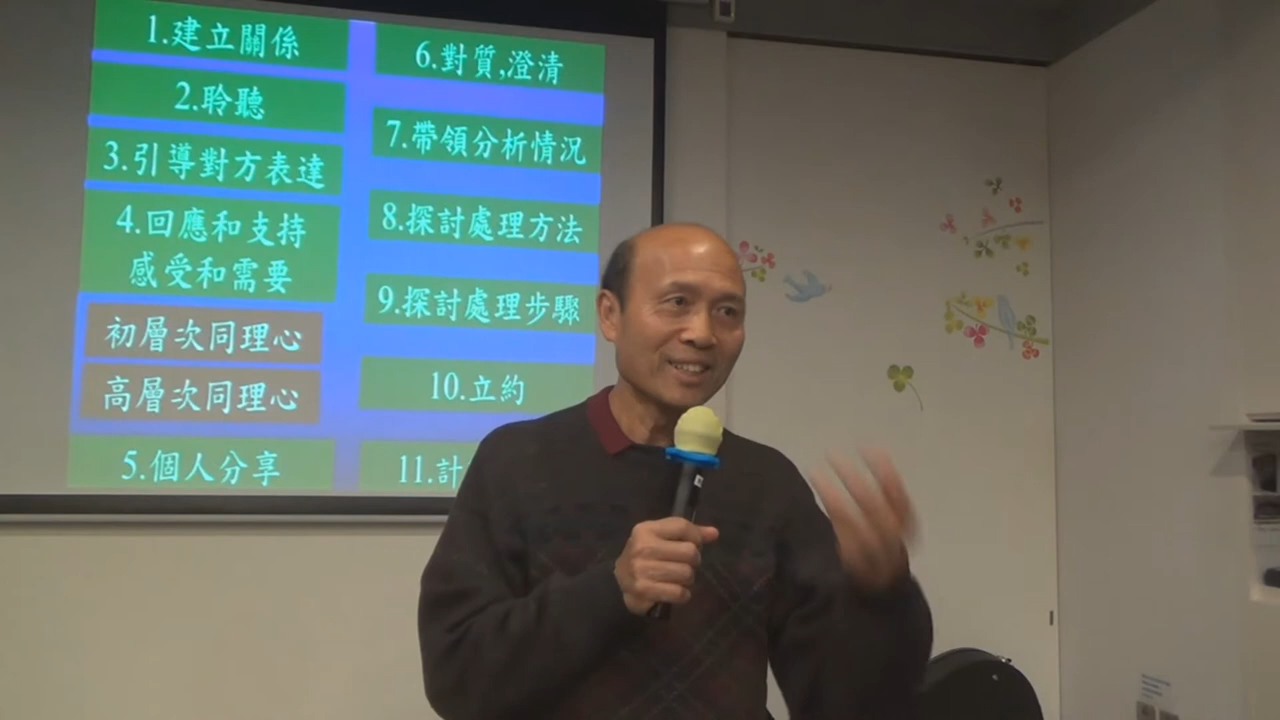 1.建立關係
2.聆聽
3.引導對方表達
4.回應和支持
感受和需要
初層次同理心
高層次同理心
5.個人分享
6.對質,澄清
7.帶領分析情況
8.探討處理方法
9.探討處理步驟
10.立約
11.計